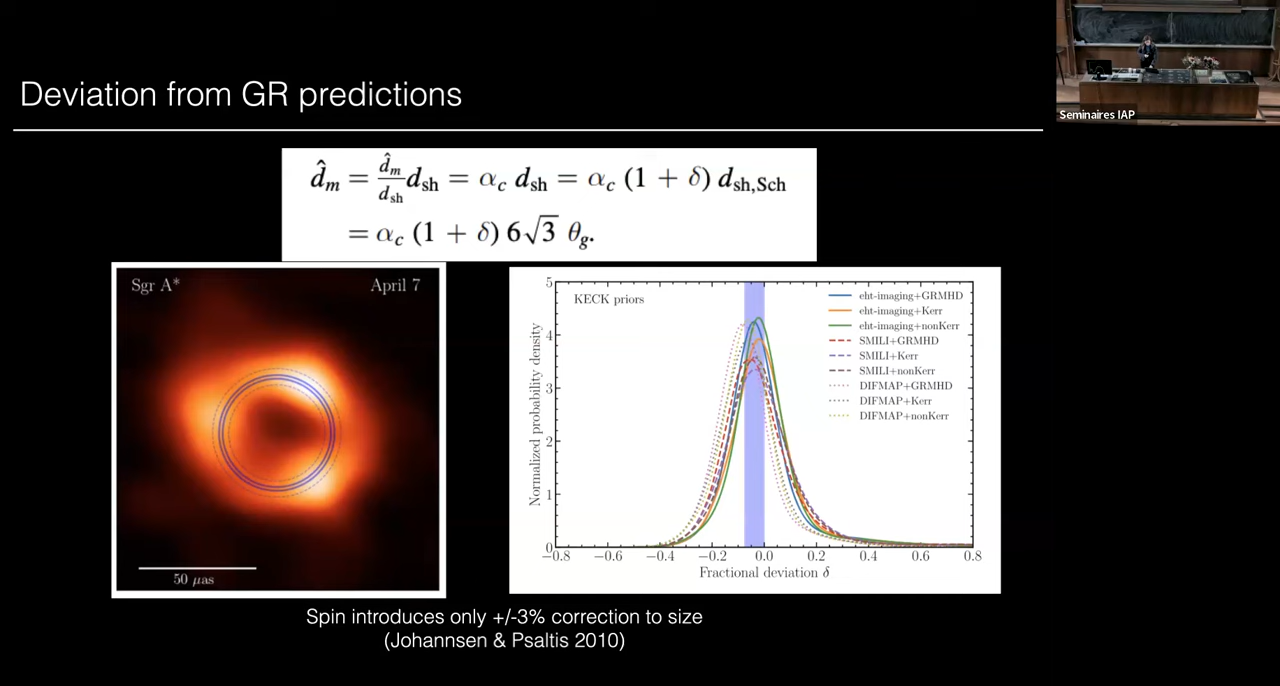 Deviation from GR predictions
Seminaires IAP
d̂ₘ = d̂ₘ/d_sh d_sh = α_c d_sh = α_c (1 + δ) d_sh,Sch
= α_c (1 + δ) 6√3 θ_g.
Sgr A* April 7
50 μas
KECK priors
eht-imaging+GRMHD
eht-imaging+Kerr
eht-imaging+nonKerr
SMILI+GRMHD
SMILI+Kerr
SMILI+nonKerr
DIFMAP+GRMHD
DIFMAP+Kerr
DIFMAP+nonKerr
Normalized probability density
5
4
3
2
1
0
−0.8 −0.6 −0.4 −0.2 0.0 0.2 0.4 0.6 0.8
Fractional deviation δ
Spin introduces only +/-3% correction to size
(Johannsen & Psaltis 2010)